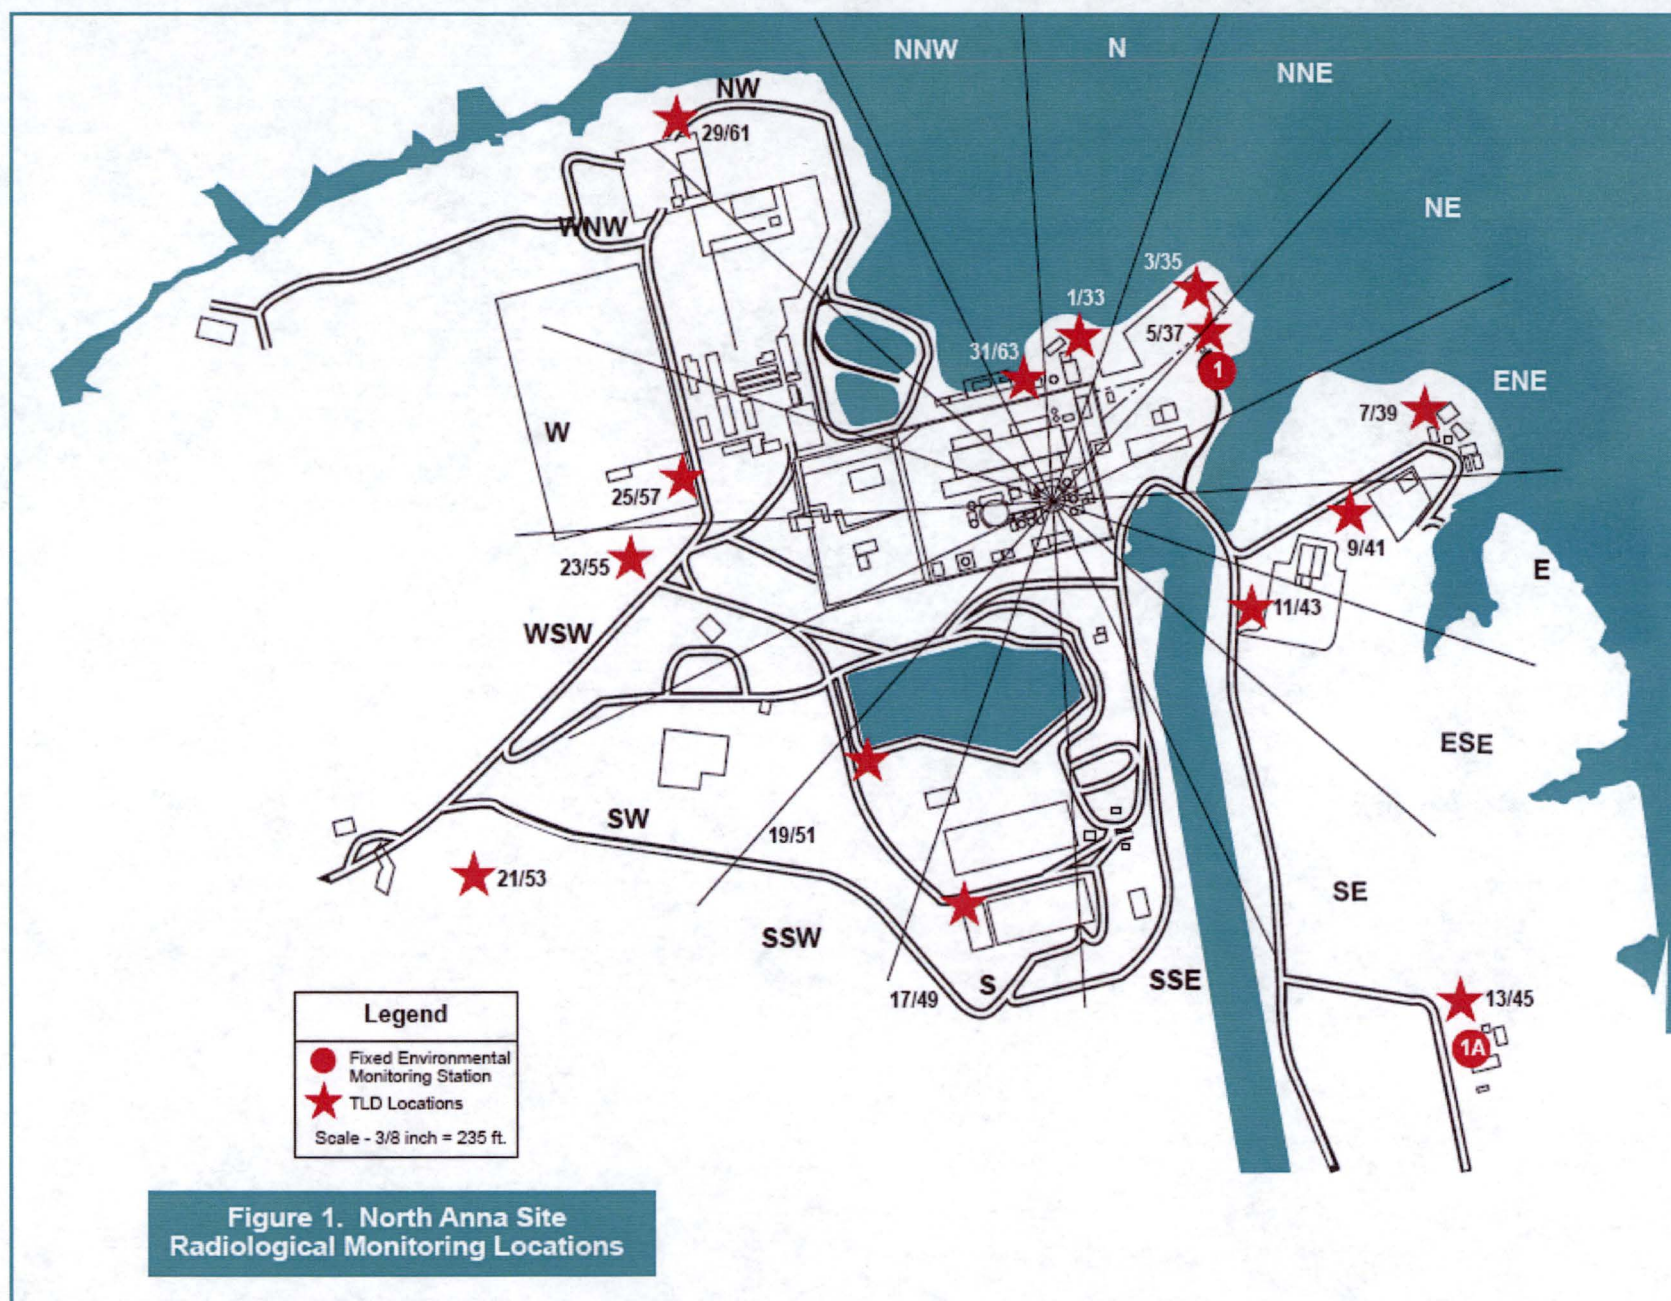 NNW
N
NNE
NW
29/61
NE
WNW
3/35
1/33
5/37
31/63
1
ENE
7/39
W
25/57
9/41
23/55
E
11/43
WSW
ESE
SW
19/51
21/53
SE
SSW
S
SSE
17/49
13/45
1A
Legend
Fixed Environmental
Monitoring Station
TLD Locations
Scale - 3/8 inch = 235 ft.
Figure 1. North Anna Site
Radiological Monitoring Locations